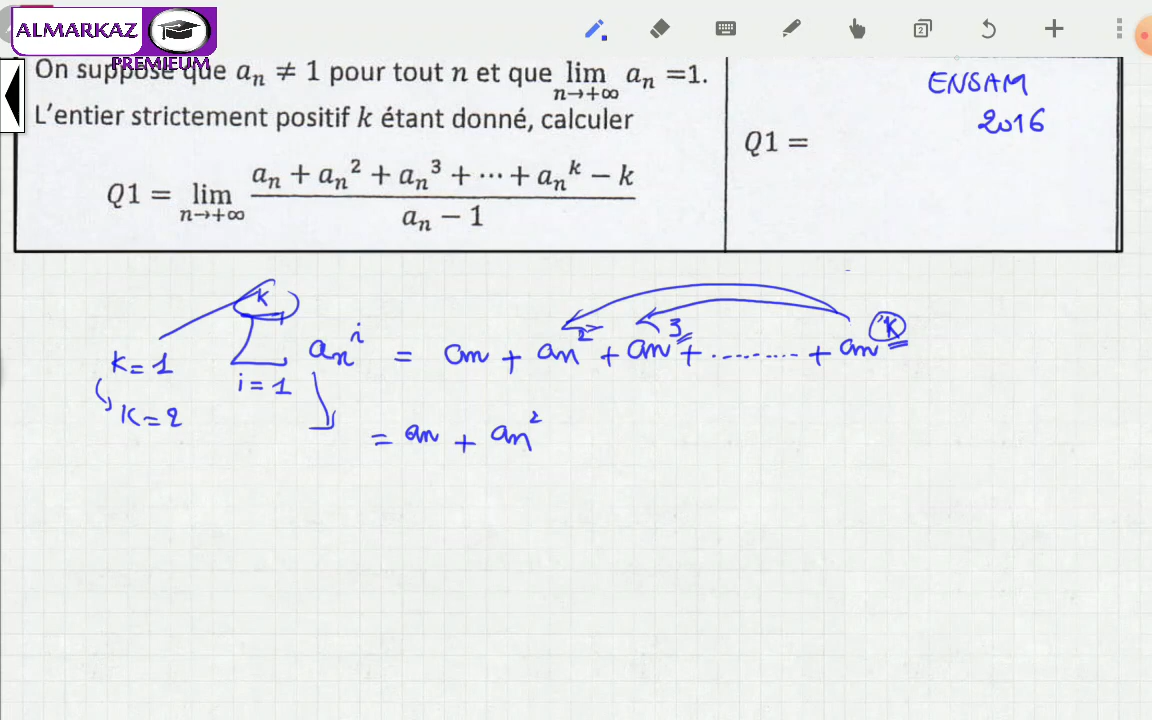 ALMARKAZ
PREMIEUM
On suppose que aₙ ≠ 1 pour tout n et que lim aₙ =1.
n→+∞
L'entier strictement positif k étant donné, calculer
Q1 = lim (aₙ + aₙ² + aₙ³ + ⋯ + aₙᵏ − k) / (aₙ − 1)
n→+∞
Q1 =
ENSAM
2016
k=1
K=2
∑_{i=1}^{k} aₙⁱ = an + an² + an³ + ......... + anᵏ
= an + an²